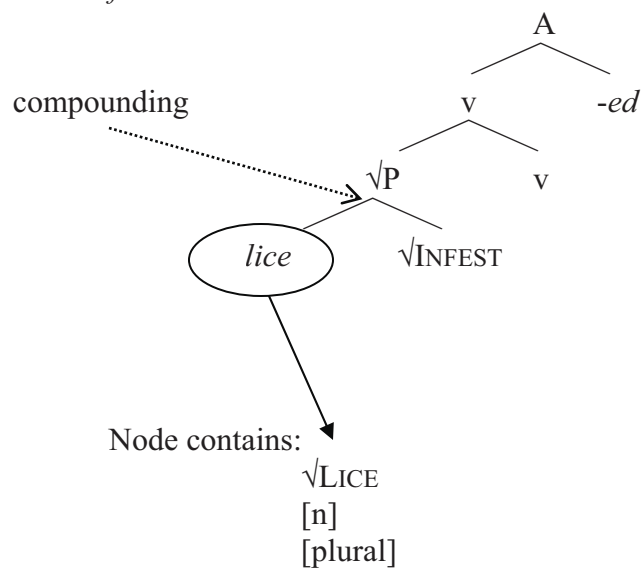 A
compounding
v -ed
√P v
lice √INFEST
Node contains:
√LICE
[n]
[plural]